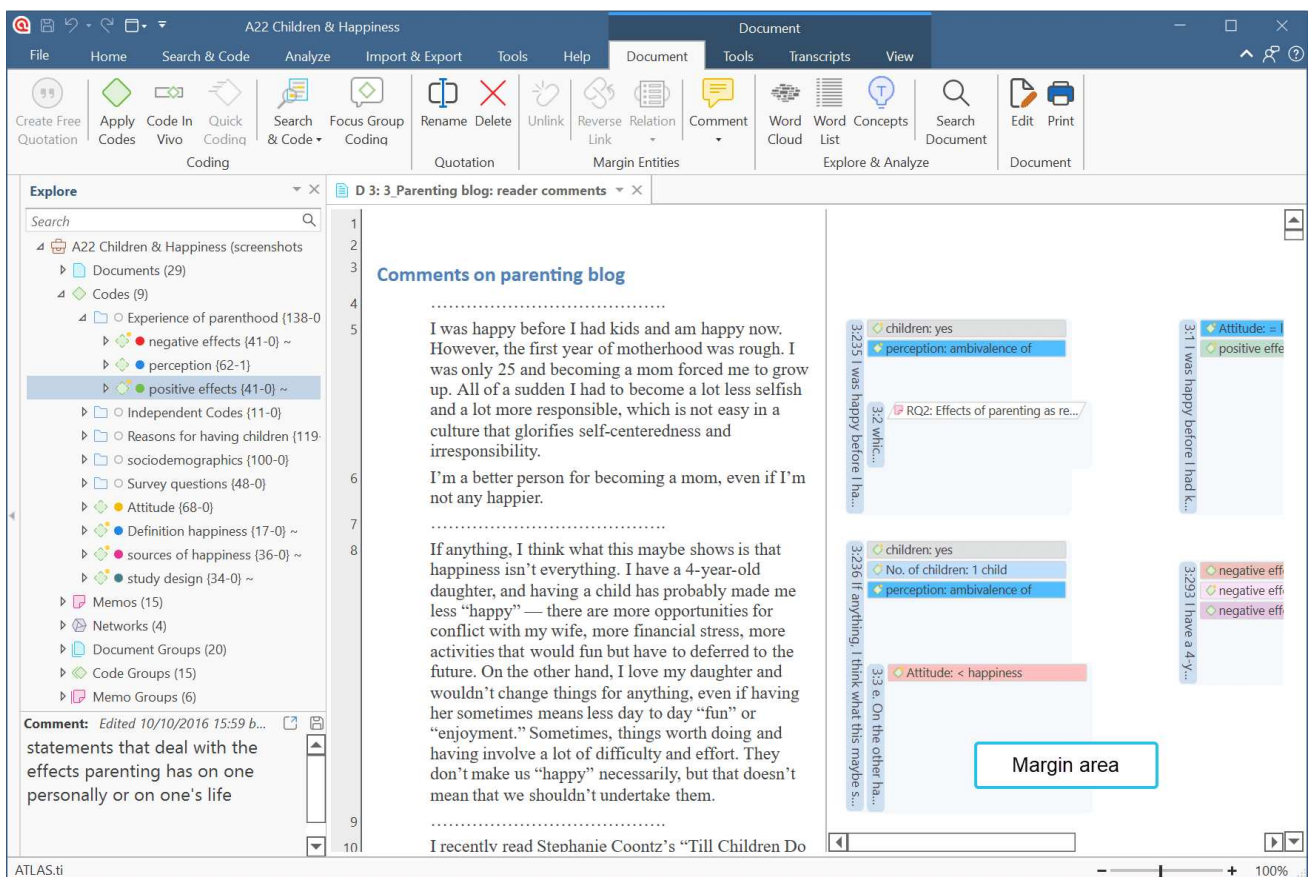 A22 Children & Happiness
Document
File Home Search & Code Analyze Import & Export Tools Help Document Tools Transcripts View
Create Free Quotation
Apply Codes
Code In Vivo
Quick Coding
Search & Code
Focus Group Coding
Rename
Delete
Unlink
Reverse Link
Relation
Comment
Word Cloud
Word List
Concepts
Search Document
Edit
Print
Coding
Quotation
Margin Entities
Explore & Analyze
Document
Explore
Search
A22 Children & Happiness (screenshots
Documents (29)
Codes (9)
Experience of parenthood {138-0
negative effects {41-0} ~
perception {62-1}
positive effects {41-0} ~
Independent Codes {11-0}
Reasons for having children {119-
sociodemographics {100-0}
Survey questions {48-0}
Attitude {68-0}
Definition happiness {17-0} ~
sources of happiness {36-0} ~
study design {34-0} ~
Memos (15)
Networks (4)
Document Groups (20)
Code Groups (15)
Memo Groups (6)
Comment: Edited 10/10/2016 15:59 b...
statements that deal with the
effects parenting has on one
personally or on one's life
D 3: 3_Parenting blog: reader comments
1
2
3
Comments on parenting blog
4
.......................................
5
I was happy before I had kids and am happy now.
However, the first year of motherhood was rough. I
was only 25 and becoming a mom forced me to grow
up. All of a sudden I had to become a lot less selfish
and a lot more responsible, which is not easy in a
culture that glorifies self-centeredness and
irresponsibility.
6
I’m a better person for becoming a mom, even if I’m
not any happier.
7
.......................................
8
If anything, I think what this maybe shows is that
happiness isn’t everything. I have a 4-year-old
daughter, and having a child has probably made me
less “happy” — there are more opportunities for
conflict with my wife, more financial stress, more
activities that would fun but have to deferred to the
future. On the other hand, I love my daughter and
wouldn’t change things for anything, even if having
her sometimes means less day to day “fun” or
“enjoyment.” Sometimes, things worth doing and
having involve a lot of difficulty and effort. They
don’t make us “happy” necessarily, but that doesn’t
mean that we shouldn’t undertake them.
9
.......................................
10
I recently read Stephanie Coontz’s “Till Children Do
3:235 I was happy before I ha...
children: yes
perception: ambivalence of
3:2 whic...
RQ2: Effects of parenting as re...
3:1 I was happy before I had k...
Attitude: = l
positive effe
3:236 If anything, I think what this maybe s...
children: yes
No. of children: 1 child
perception: ambivalence of
3:3 e. On the other ha...
Attitude: < happiness
3:293 I have a 4-y...
negative eff
negative eff
negative eff
Margin area
ATLAS.ti
100%